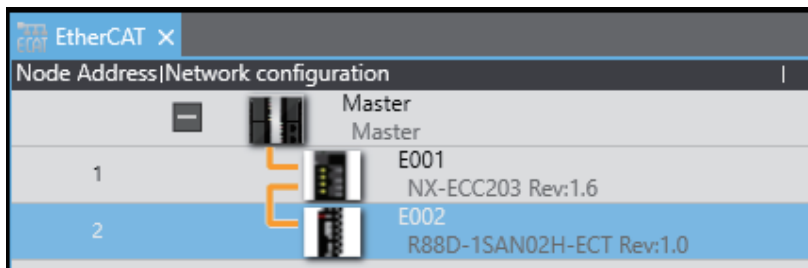 ECAT EtherCAT ×
Node Address|Network configuration |
Master
Master
1 E001
NX-ECC203 Rev:1.6
2 E002
R88D-1SAN02H-ECT Rev:1.0